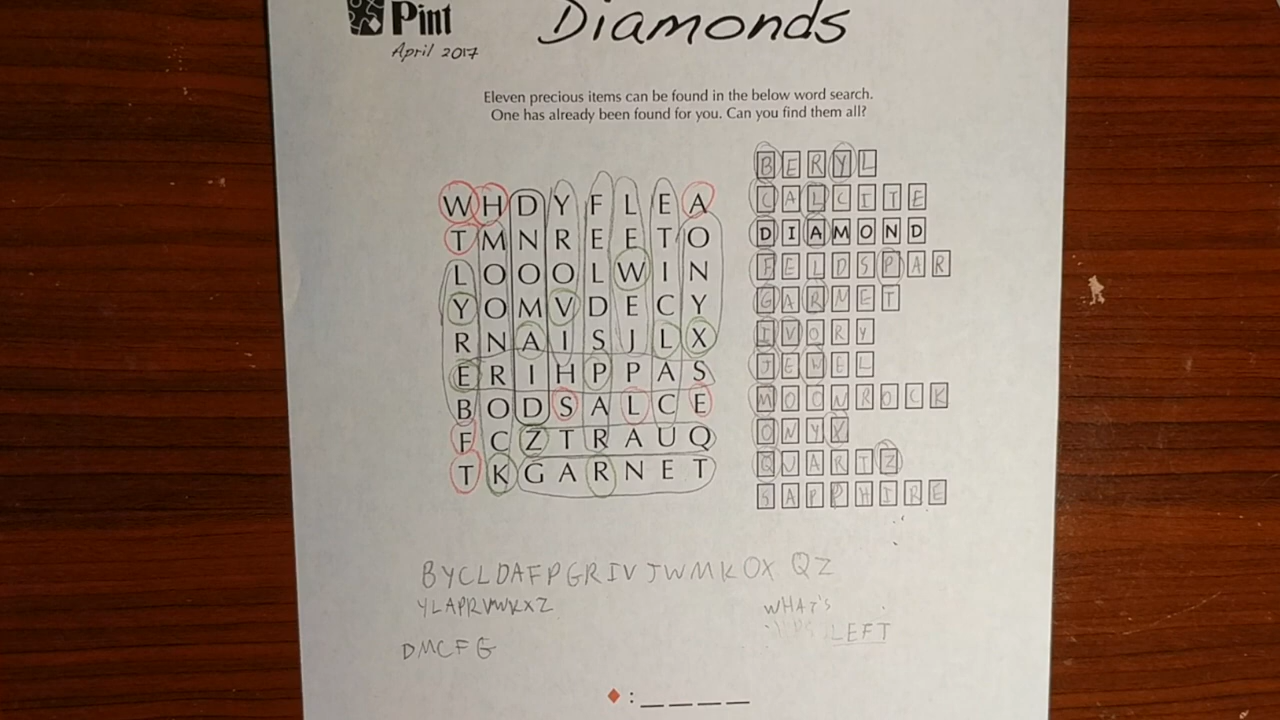 Pint
Diamonds
April 2017
Eleven precious items can be found in the below word search.
One has already been found for you. Can you find them all?
W H D Y F L E A
T M N R E E T O
L O O O L W I N
Y O M V D E C Y
R N A I S J L X
E R I H P P A S
B O D S A L C E
F C Z T R A U Q
T K G A R N E T
BERYL
CALCITE
DIAMOND
FELDSPAR
GARNET
IVORY
JEWEL
MOONROCK
ONYX
QUARTZ
SAPPHIRE
BYCLDAFPGRIV JWMKOX QZ
YLAPRVWKXZ
WHAT'S
LEFT
DMCFG
♦ : _ _ _ _